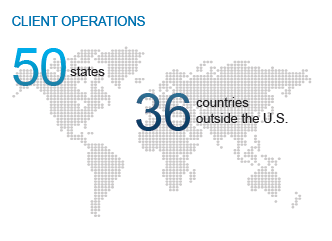 CLIENT OPERATIONS
50 states
36 countries
outside the U.S.